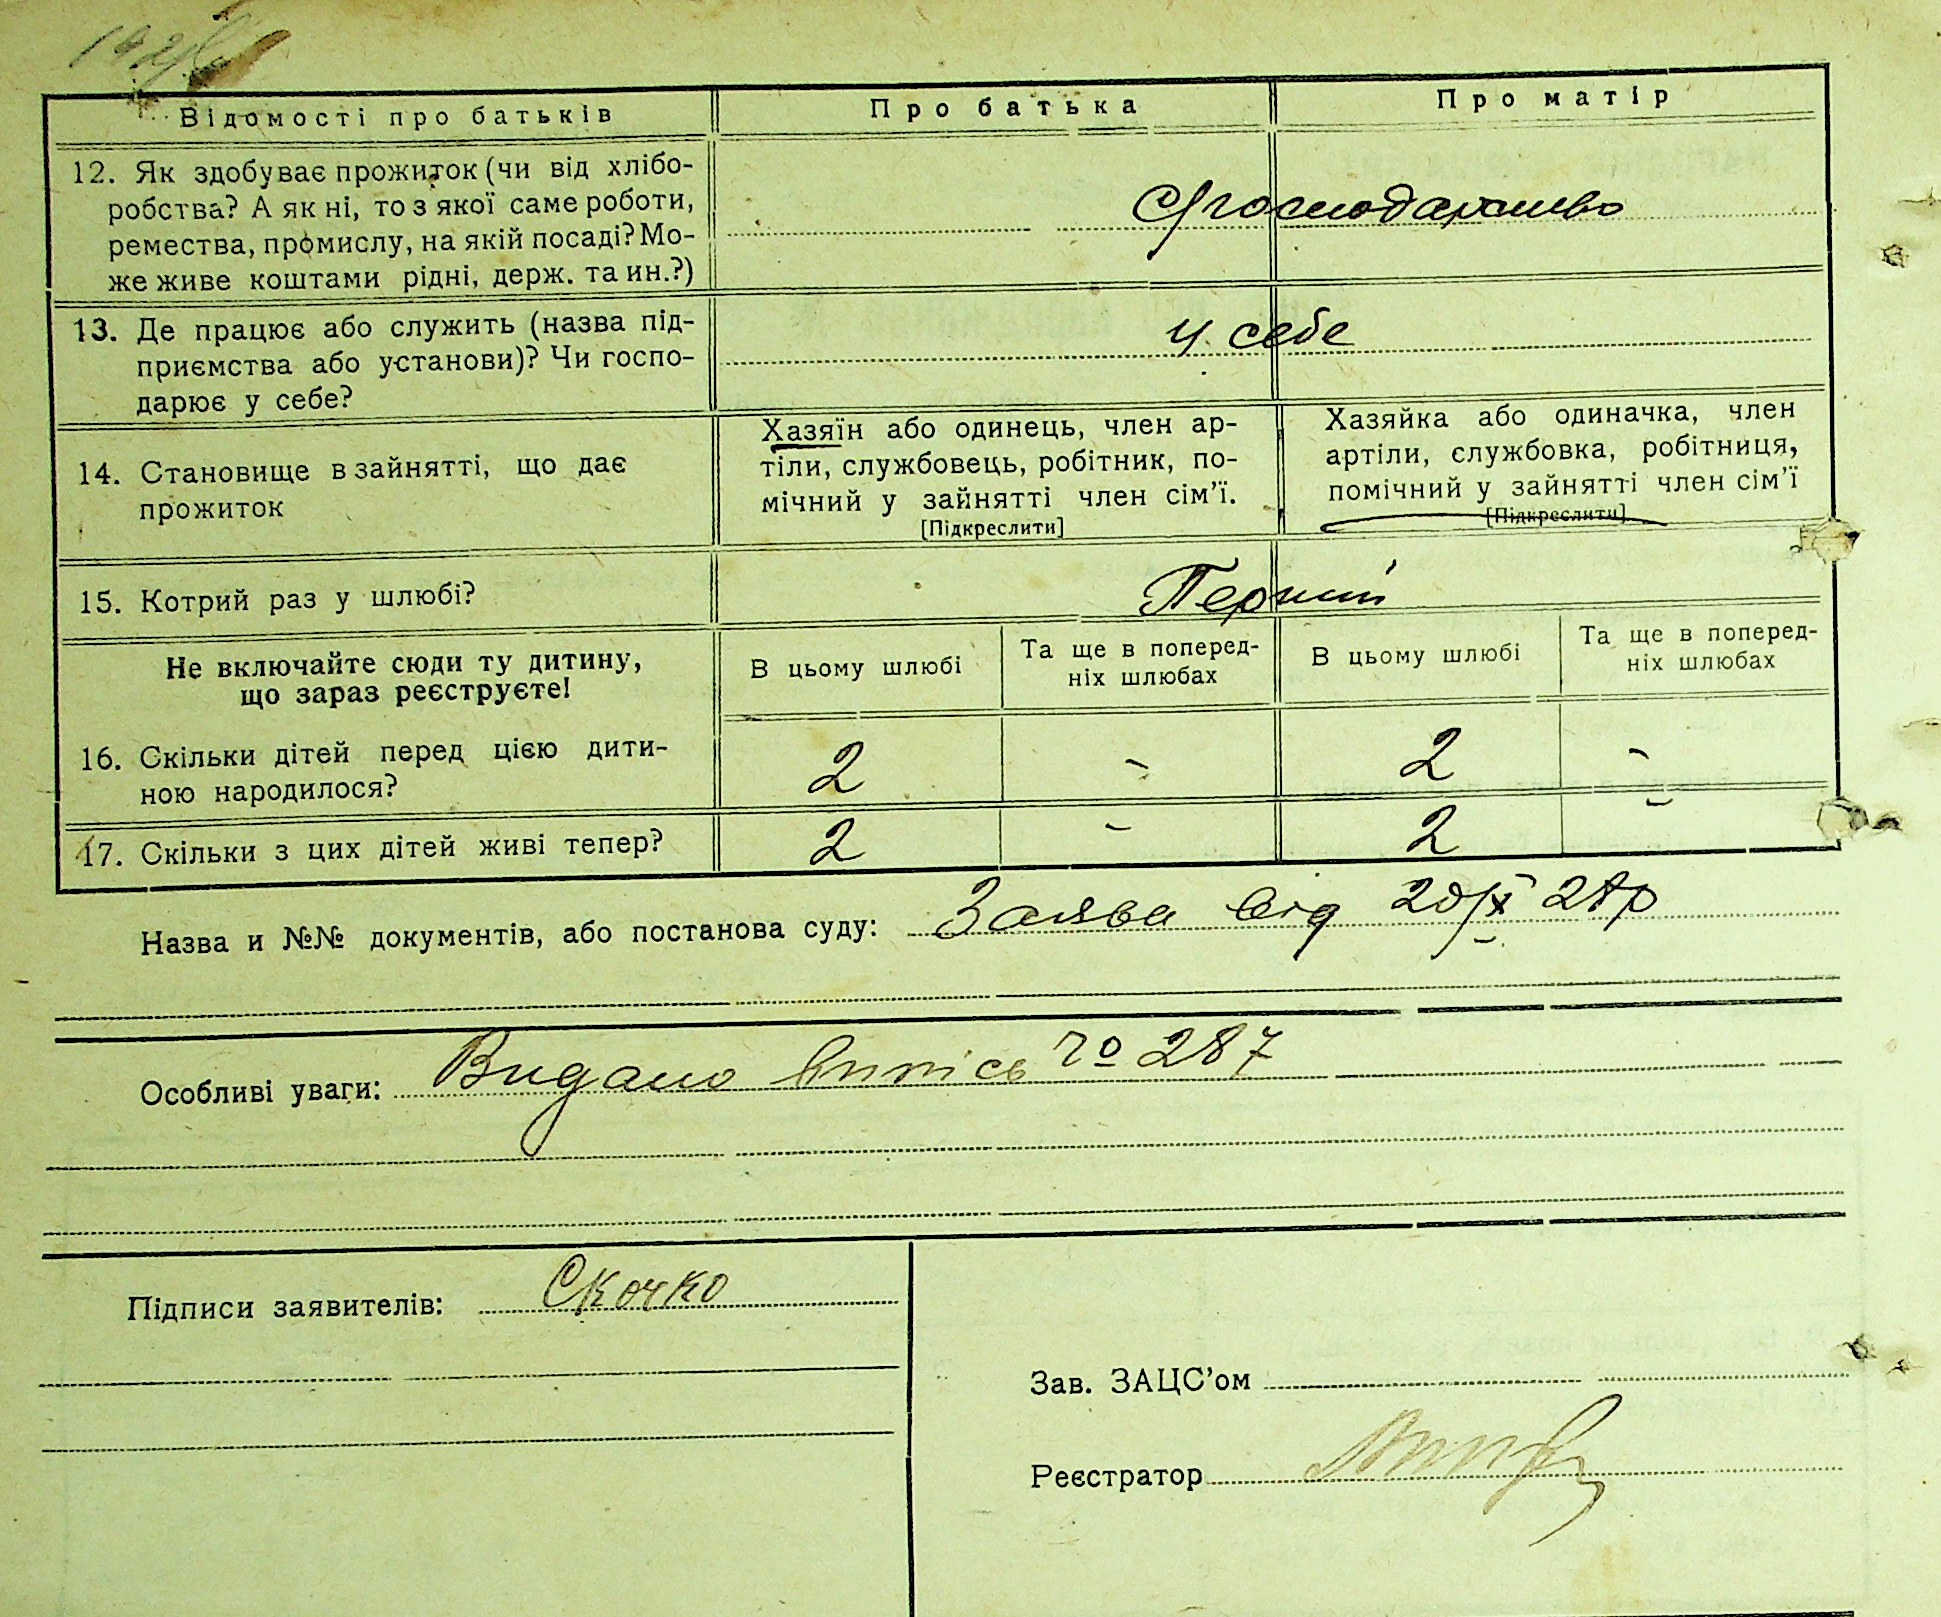 Відомості про батьків
Про батька
Про матір
12. Як здобуває прожиток (чи від хлібо-
робства? А як ні, то з якої саме роботи,
ремества, промислу, на якій посаді? Мо-
же живе коштами рідні, держ. та ин.?)
С/господарство
13. Де працює або служить (назва під-
приємства або установи)? Чи госпо-
дарює у себе?
у себе
14. Становище в зайнятті, що дає
прожиток
Хазяїн або одинець, член ар-
тіли, службовець, робітник, по-
мічний у зайнятті член сім'ї.
[Підкреслити]
Хазяйка або одиначка, член
артіли, службовка, робітниця,
помічний у зайнятті член сім'ї
[Підкреслити]
15. Котрий раз у шлюбі?
Перший
Не включайте сюди ту дитину,
що зараз реєструєте!
В цьому шлюбі
Та ще в поперед-
ніх шлюбах
В цьому шлюбі
Та ще в поперед-
ніх шлюбах
16. Скільки дітей перед цією дити-
ною народилося?
2 - 2 -
17. Скільки з цих дітей живі тепер?
2 - 2 -
Назва и №№ документів, або постанова суду: Заява від
Особливі уваги: Видано випісь № 287
Підписи заявителів: Скочко
Зав. ЗАЦС'ом
Реєстратор